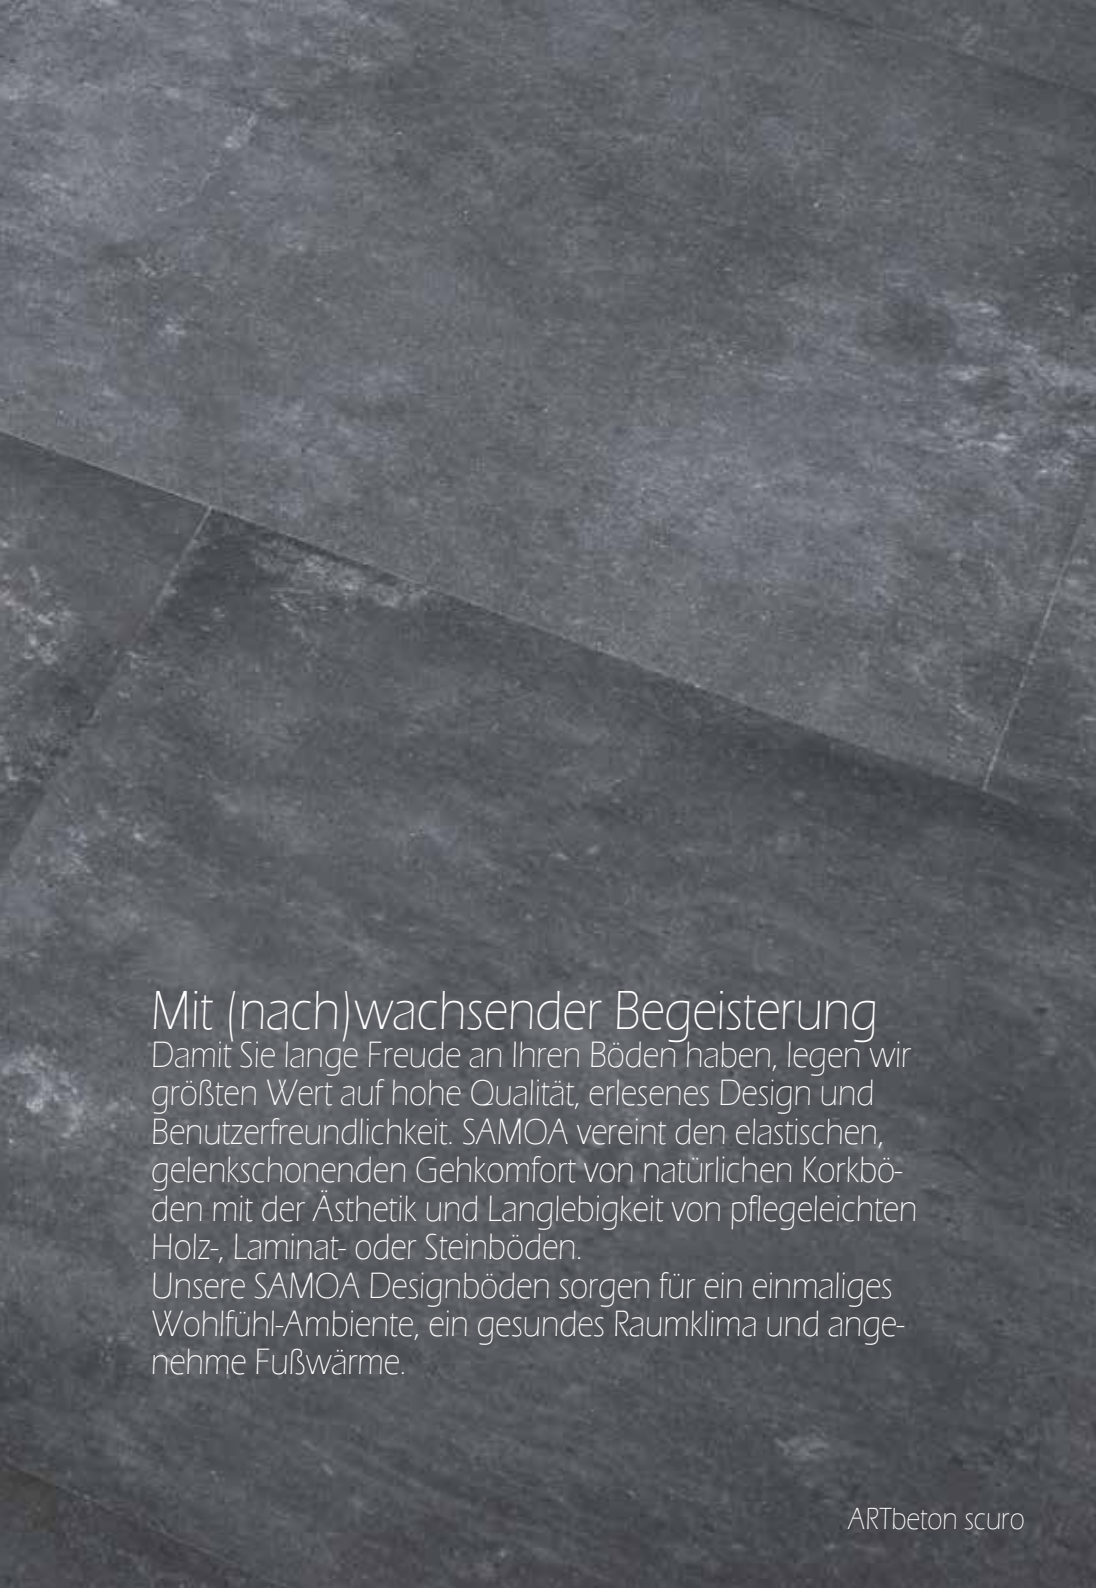 Mit (nach)wachsender Begeisterung
Damit Sie lange Freude an Ihren Böden haben, legen wir
größten Wert auf hohe Qualität, erlesenes Design und
Benutzerfreundlichkeit. SAMOA vereint den elastischen,
gelenkschonenden Gehkomfort von natürlichen Korkbö-
den mit der Ästhetik und Langlebigkeit von pflegeleichten
Holz-, Laminat- oder Steinböden.
Unsere SAMOA Designböden sorgen für ein einmaliges
Wohlfühl-Ambiente, ein gesundes Raumklima und ange-
nehme Fußwärme.
ARTbeton scuro